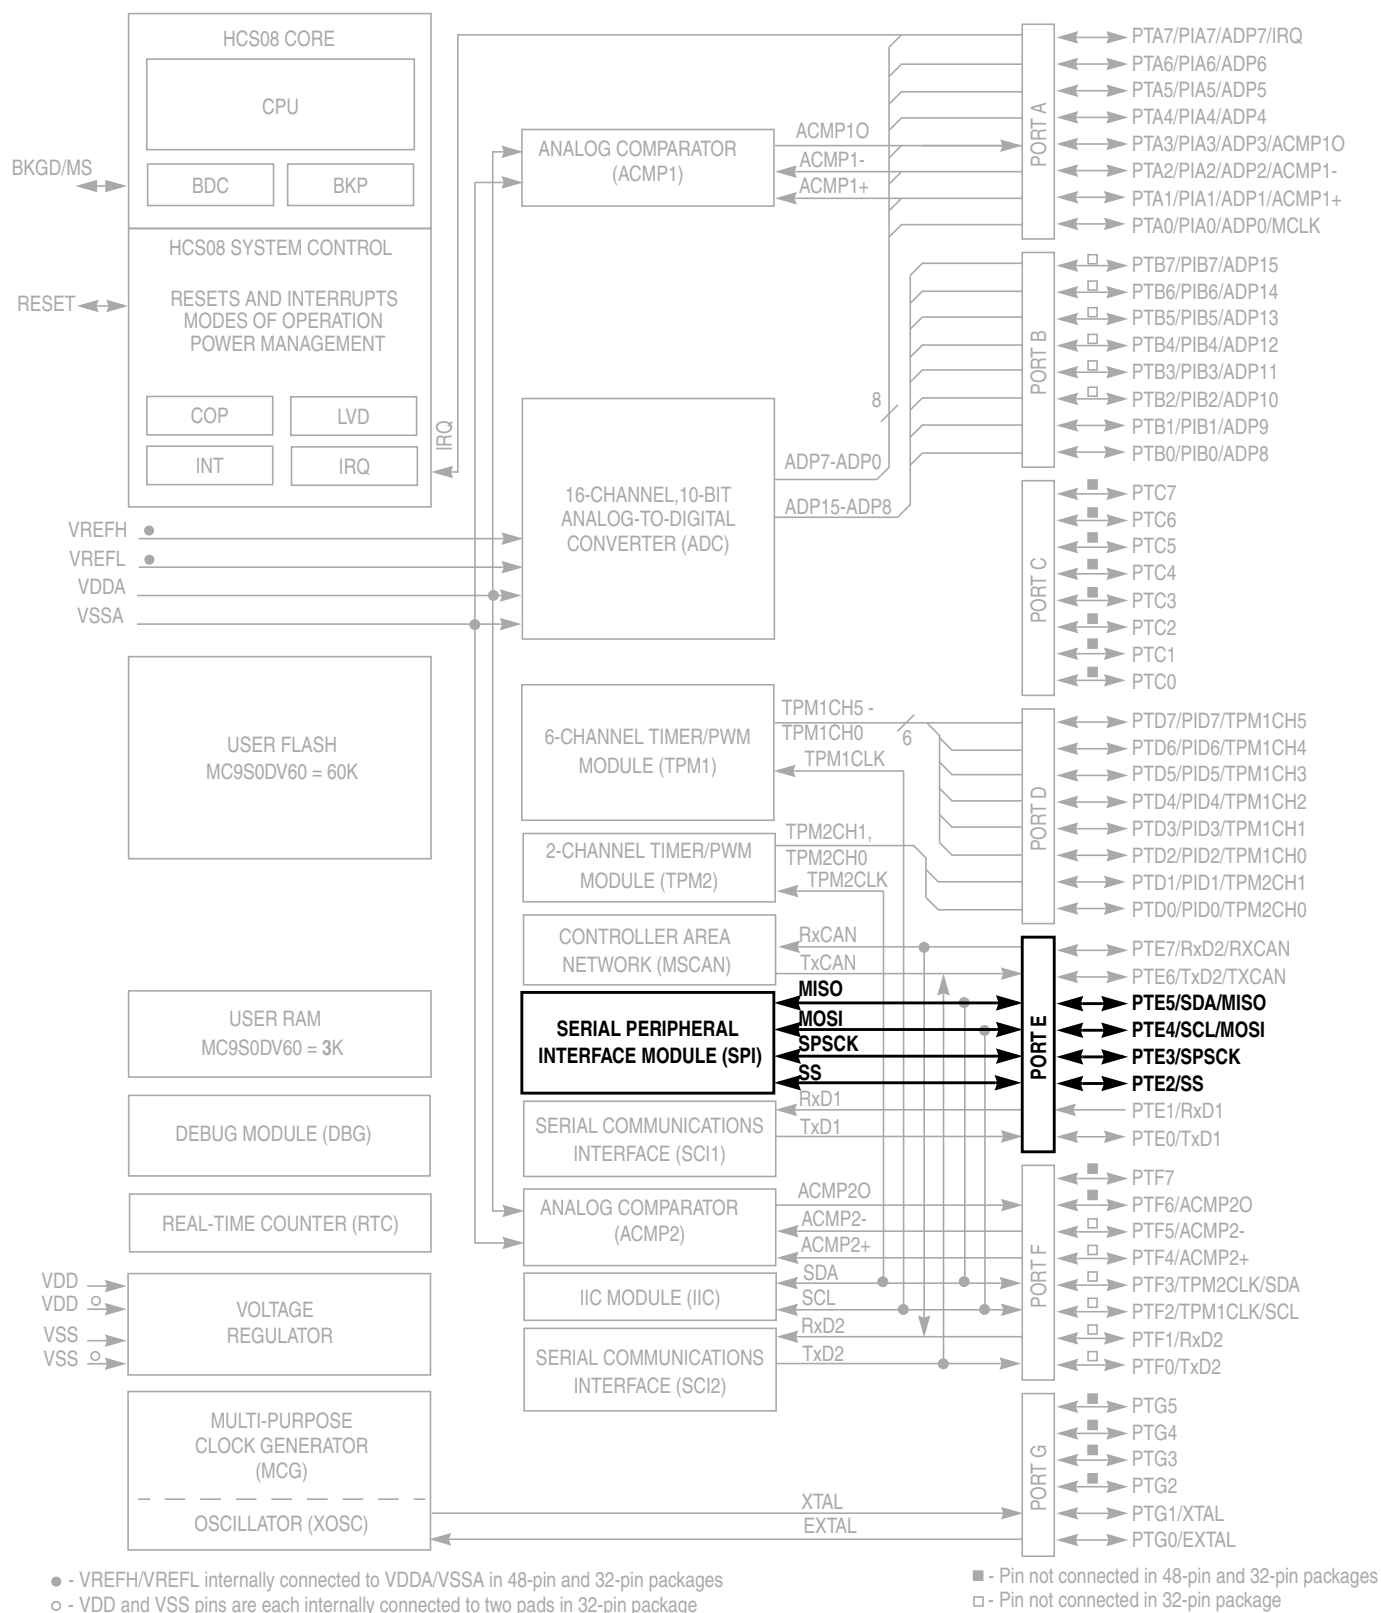 HCS08 CORE
CPU
BKGD/MS
BDC
BKP
HCS08 SYSTEM CONTROL
RESET
RESETS AND INTERRUPTS
MODES OF OPERATION
POWER MANAGEMENT
COP
LVD
INT
IRQ
IRQ
VREFH
VREFL
VDDA
VSSA
USER FLASH
MC9S0DV60 = 60K
USER RAM
MC9S0DV60 = 3K
DEBUG MODULE (DBG)
REAL-TIME COUNTER (RTC)
VDD
VDD
VSS
VSS
VOLTAGE
REGULATOR
MULTI-PURPOSE
CLOCK GENERATOR
(MCG)
OSCILLATOR (XOSC)
ANALOG COMPARATOR
(ACMP1)
ACMP1O
ACMP1-
ACMP1+
16-CHANNEL,10-BIT
ANALOG-TO-DIGITAL
CONVERTER (ADC)
8
ADP7-ADP0
ADP15-ADP8
6-CHANNEL TIMER/PWM
MODULE (TPM1)
TPM1CH5 -
TPM1CH0
6
TPM1CLK
2-CHANNEL TIMER/PWM
MODULE (TPM2)
TPM2CH1,
TPM2CH0
TPM2CLK
CONTROLLER AREA
NETWORK (MSCAN)
RxCAN
TxCAN
SERIAL PERIPHERAL
INTERFACE MODULE (SPI)
MISO
MOSI
SPSCK
SS
SERIAL COMMUNICATIONS
INTERFACE (SCI1)
RxD1
TxD1
ANALOG COMPARATOR
(ACMP2)
ACMP2O
ACMP2-
ACMP2+
IIC MODULE (IIC)
SDA
SCL
SERIAL COMMUNICATIONS
INTERFACE (SCI2)
RxD2
TxD2
XTAL
EXTAL
PORT A
PTA7/PIA7/ADP7/IRQ
PTA6/PIA6/ADP6
PTA5/PIA5/ADP5
PTA4/PIA4/ADP4
PTA3/PIA3/ADP3/ACMP1O
PTA2/PIA2/ADP2/ACMP1-
PTA1/PIA1/ADP1/ACMP1+
PTA0/PIA0/ADP0/MCLK
PORT B
PTB7/PIB7/ADP15
PTB6/PIB6/ADP14
PTB5/PIB5/ADP13
PTB4/PIB4/ADP12
PTB3/PIB3/ADP11
PTB2/PIB2/ADP10
PTB1/PIB1/ADP9
PTB0/PIB0/ADP8
PORT C
PTC7
PTC6
PTC5
PTC4
PTC3
PTC2
PTC1
PTC0
PORT D
PTD7/PID7/TPM1CH5
PTD6/PID6/TPM1CH4
PTD5/PID5/TPM1CH3
PTD4/PID4/TPM1CH2
PTD3/PID3/TPM1CH1
PTD2/PID2/TPM1CH0
PTD1/PID1/TPM2CH1
PTD0/PID0/TPM2CH0
PORT E
PTE7/RxD2/RXCAN
PTE6/TxD2/TXCAN
PTE5/SDA/MISO
PTE4/SCL/MOSI
PTE3/SPSCK
PTE2/SS
PTE1/RxD1
PTE0/TxD1
PORT F
PTF7
PTF6/ACMP2O
PTF5/ACMP2-
PTF4/ACMP2+
PTF3/TPM2CLK/SDA
PTF2/TPM1CLK/SCL
PTF1/RxD2
PTF0/TxD2
PORT G
PTG5
PTG4
PTG3
PTG2
PTG1/XTAL
PTG0/EXTAL
● - VREFH/VREFL internally connected to VDDA/VSSA in 48-pin and 32-pin packages
○ - VDD and VSS pins are each internally connected to two pads in 32-pin package
■ - Pin not connected in 48-pin and 32-pin packages
□ - Pin not connected in 32-pin package